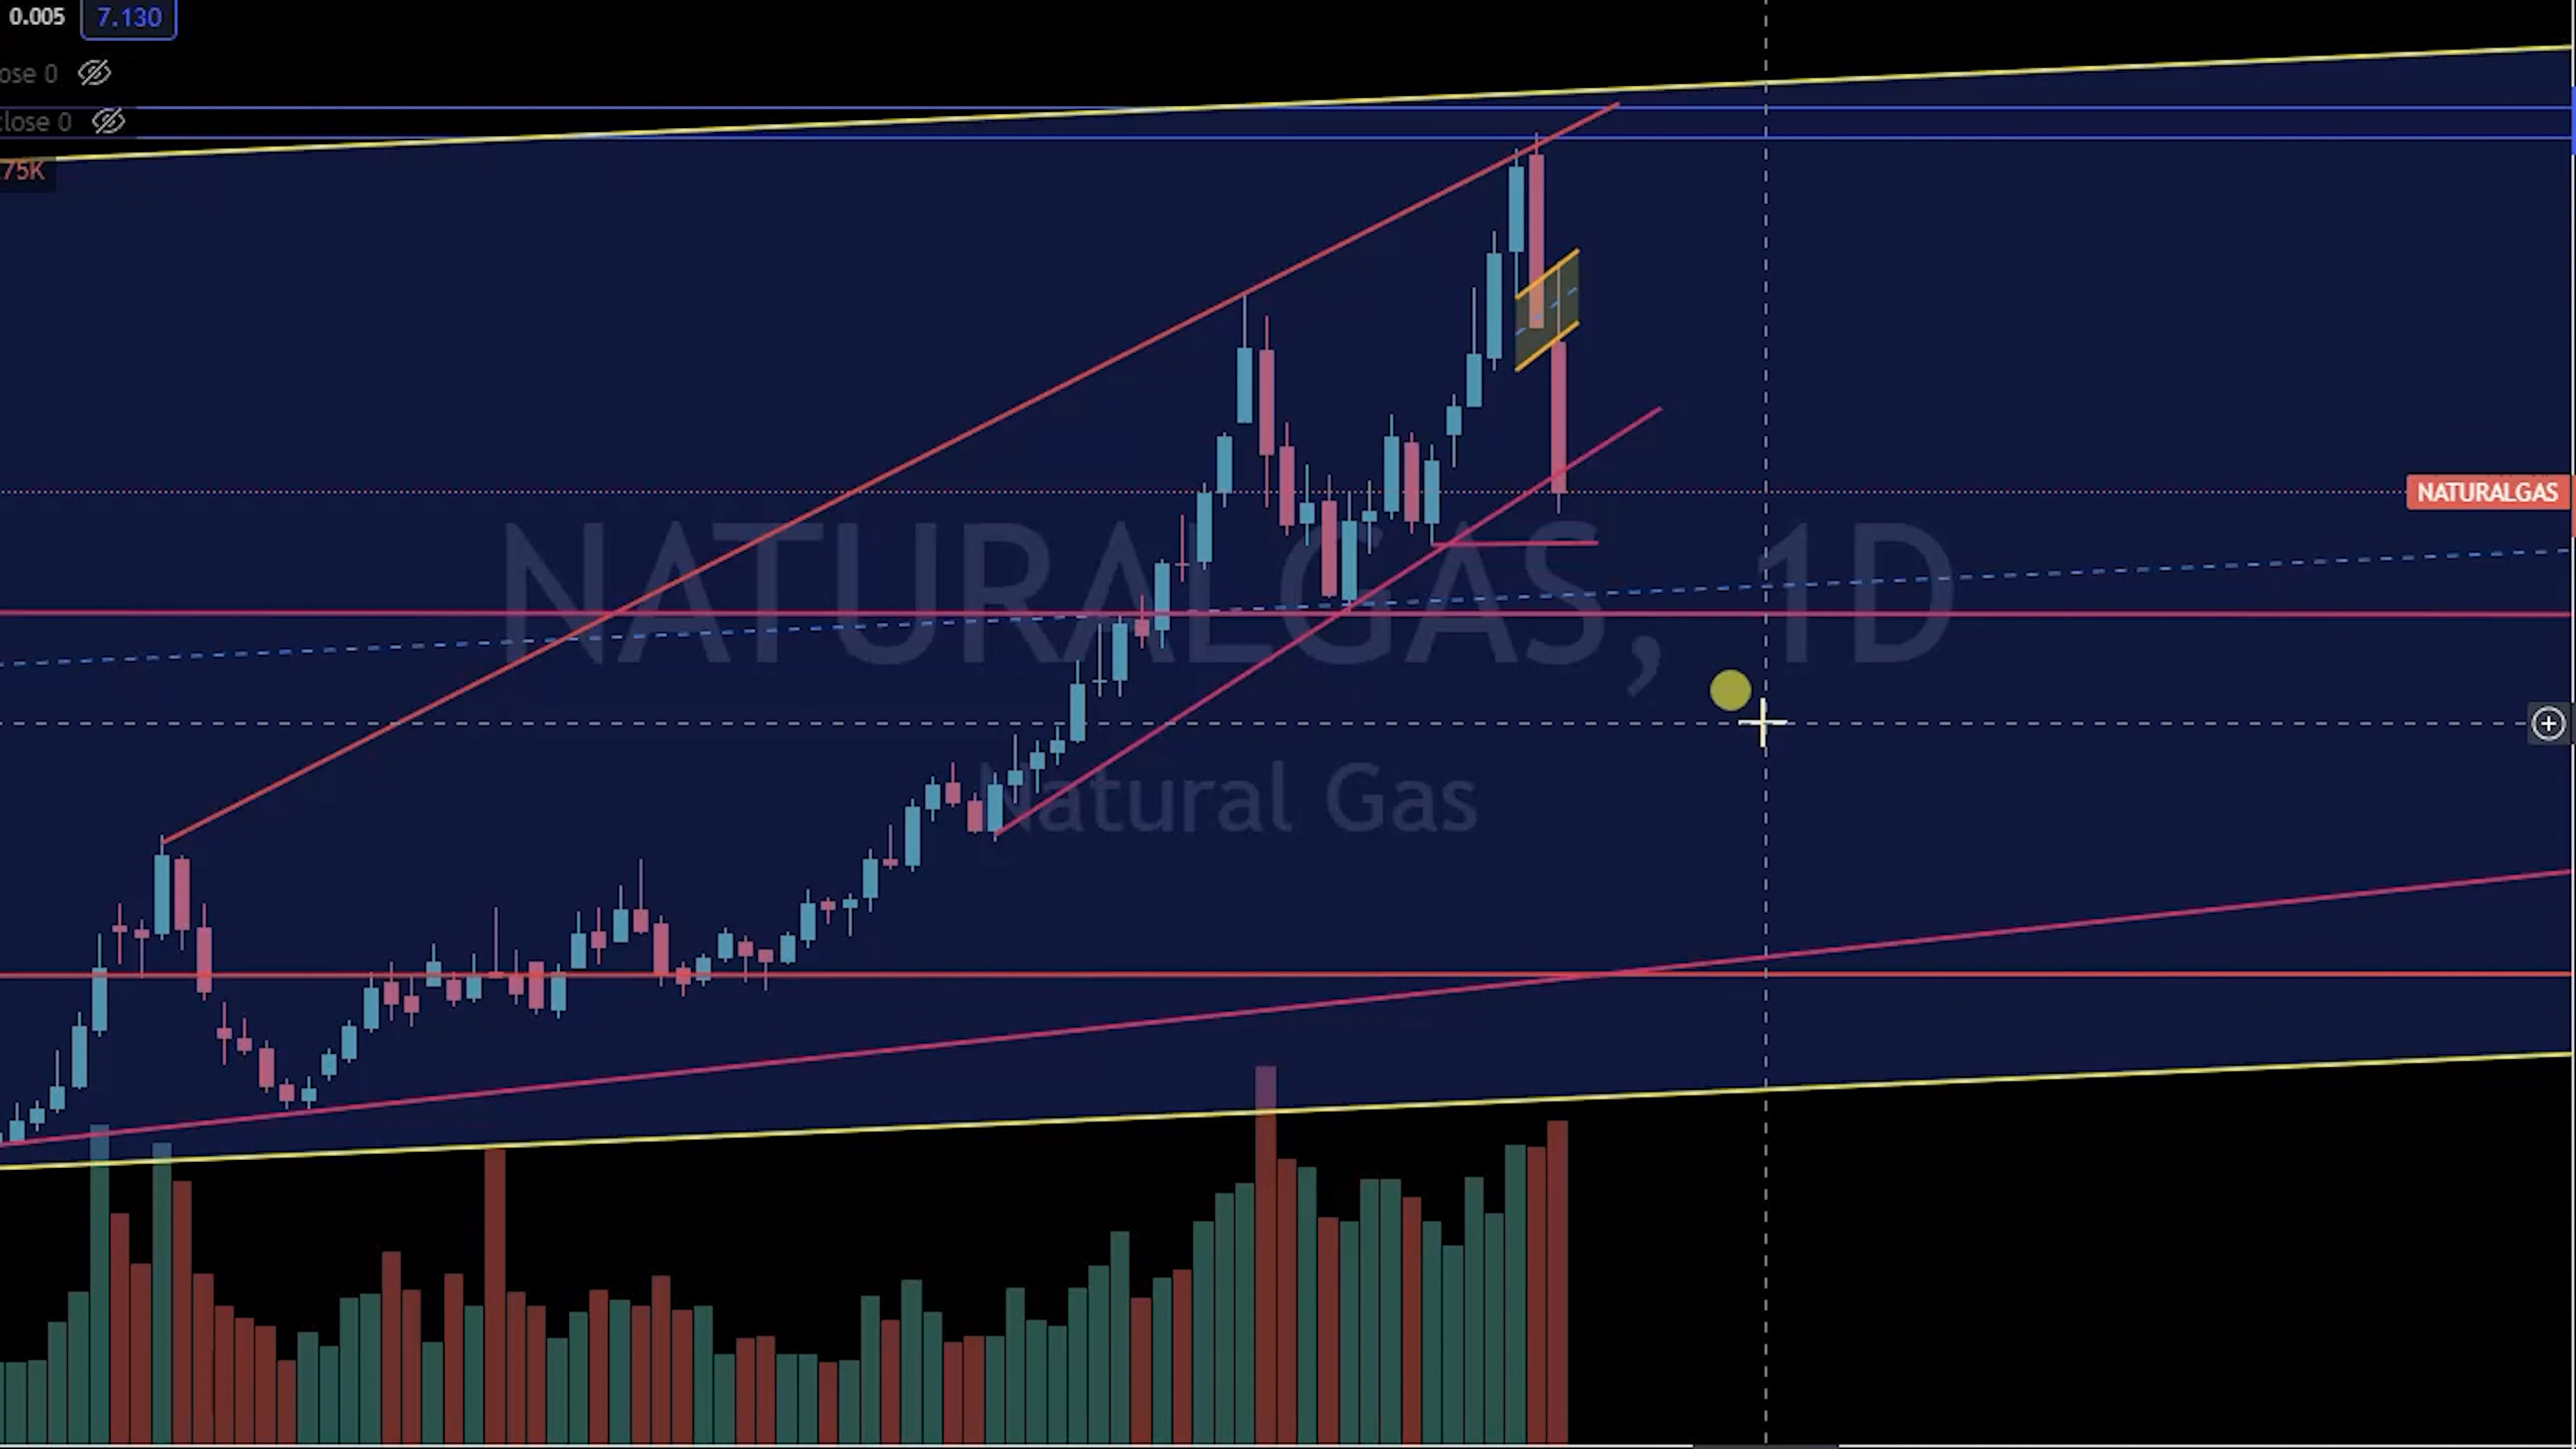 0.005 7.130
ose 0
close 0
75K
NATURALGAS
NATURALGAS, 1D
Natural Gas